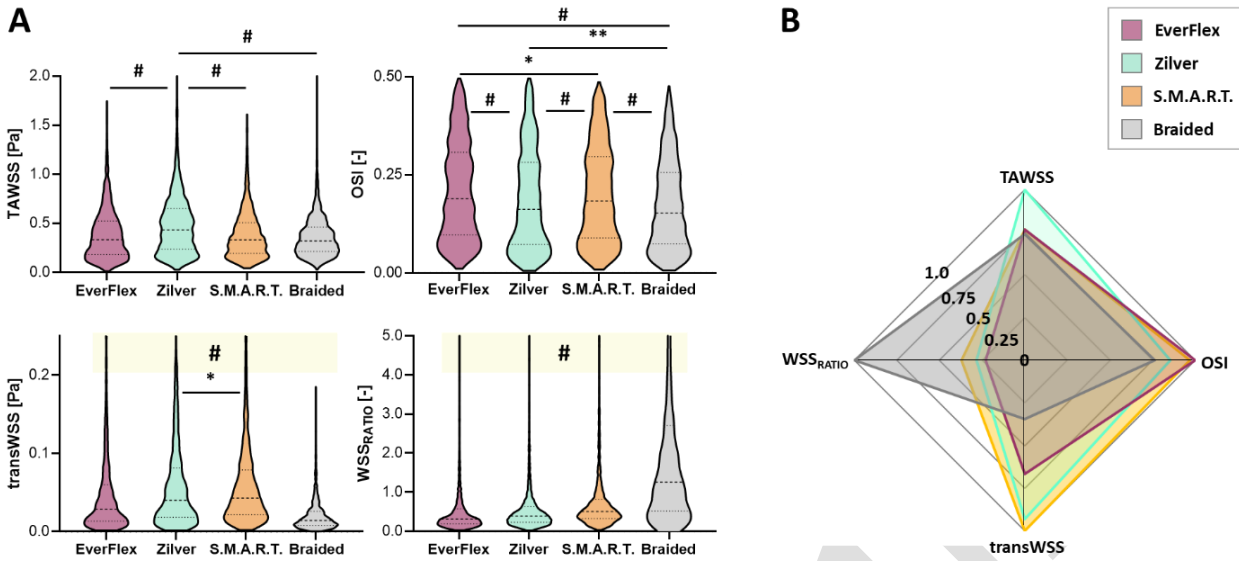 A
B
EverFlex
Zilver
S.M.A.R.T.
Braided
#
#
#
#
2.0
1.5
1.0
0.5
0.0
TAWSS [Pa]
EverFlex Zilver S.M.A.R.T. Braided
#
**
*
# # #
0.50
0.25
0.00
OSI [-]
EverFlex Zilver S.M.A.R.T. Braided
#
*
0.2
0.1
0.0
transWSS [Pa]
EverFlex Zilver S.M.A.R.T. Braided
#
5.0
4.0
3.0
2.0
1.0
0.0
WSSRATIO [-]
EverFlex Zilver S.M.A.R.T. Braided
TAWSS
1.0
0.75
0.5
0.25
0
WSSRATIO
OSI
transWSS